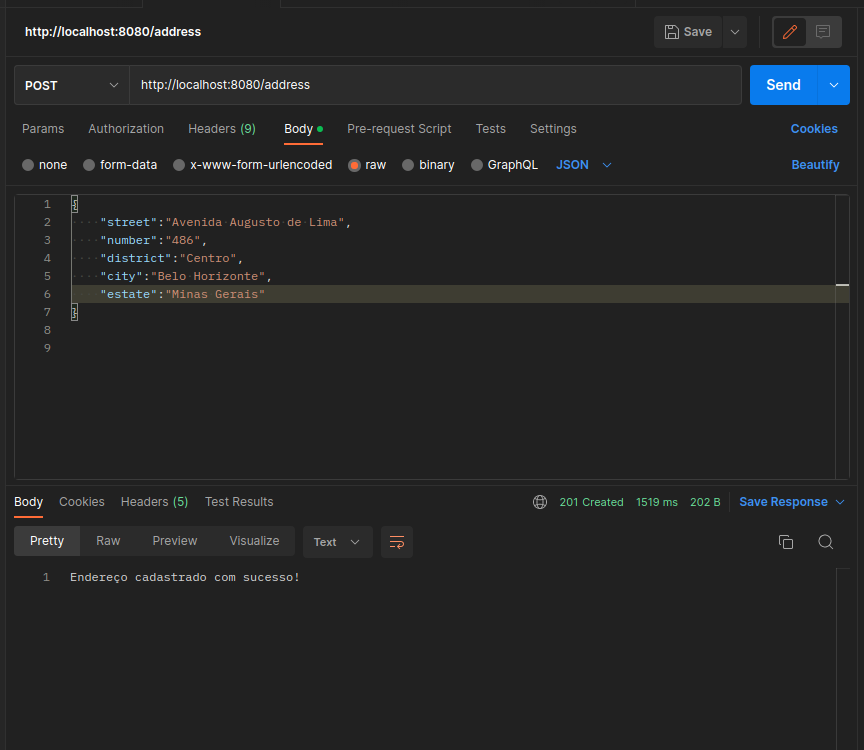 http://localhost:8080/address
Save
POST
http://localhost:8080/address
Send
Params Authorization Headers (9) Body Pre-request Script Tests Settings Cookies
none form-data x-www-form-urlencoded raw binary GraphQL JSON Beautify
1 {
2 "street":"Avenida Augusto de Lima",
3 "number":"486",
4 "district":"Centro",
5 "city":"Belo Horizonte",
6 "estate":"Minas Gerais"
7 }
8
9
Body Cookies Headers (5) Test Results 201 Created 1519 ms 202 B Save Response
Pretty Raw Preview Visualize Text
1 Endereço cadastrado com sucesso!